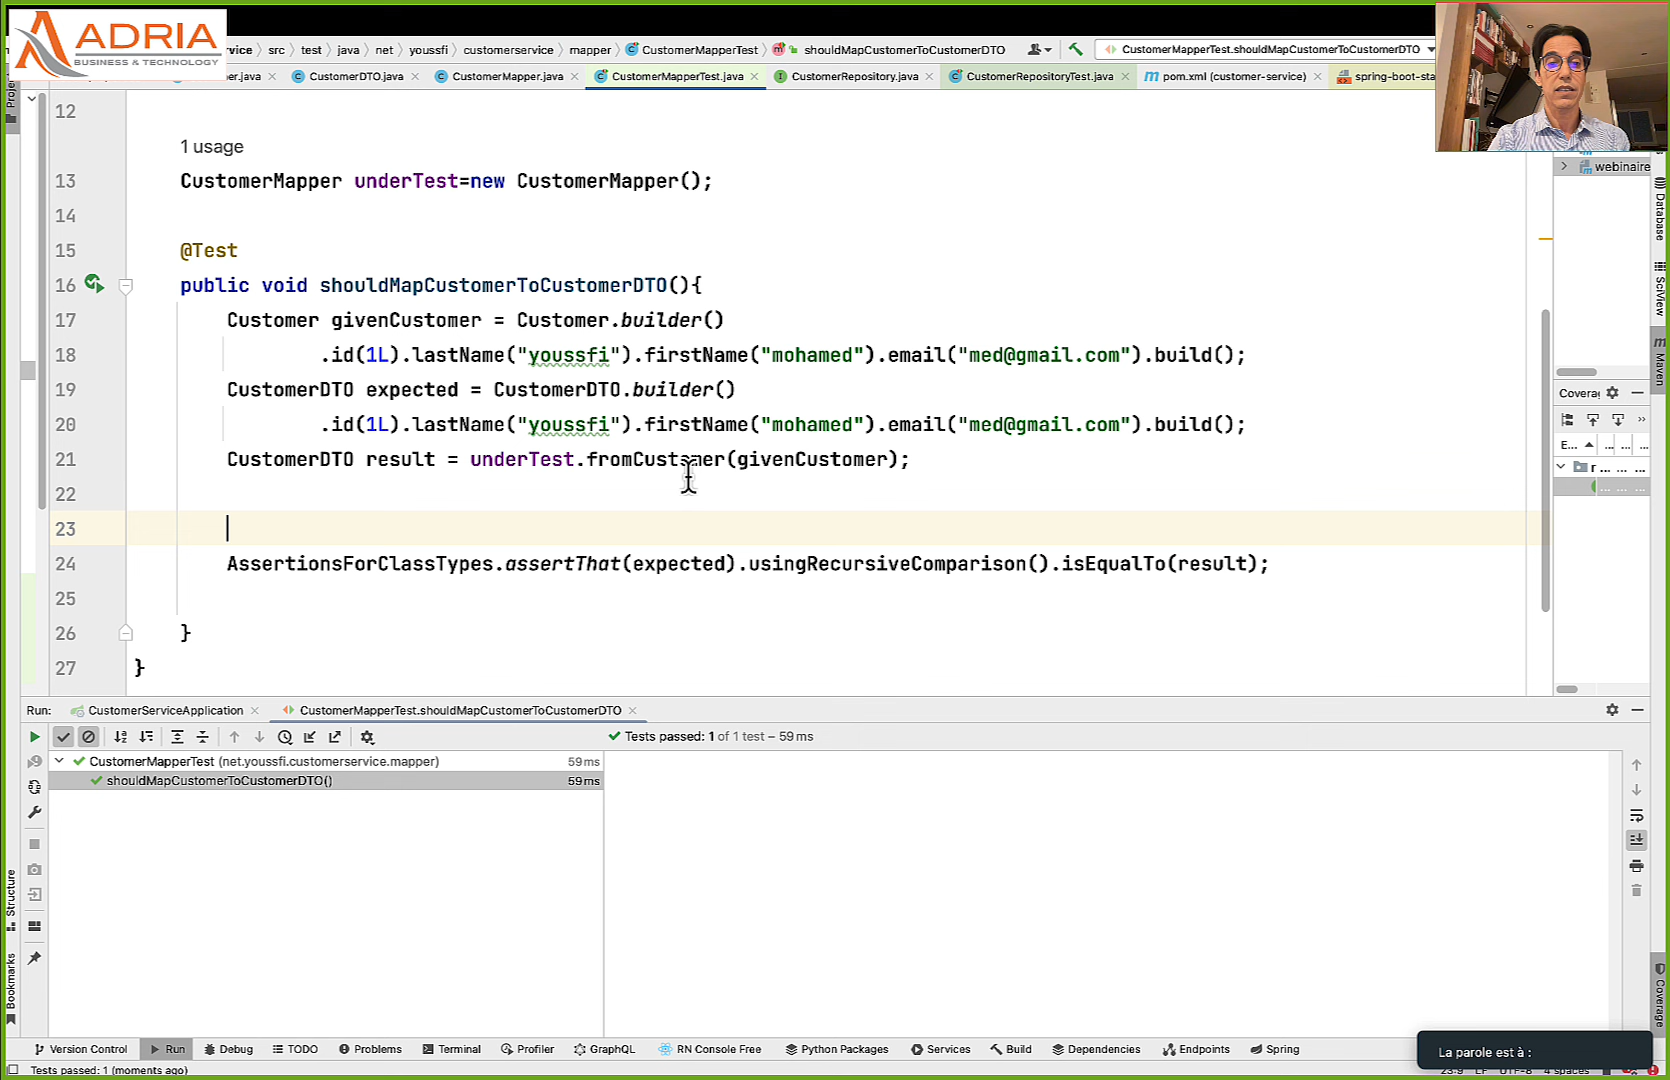 ADRIA
BUSINESS & TECHNOLOGY
rvice › src › test › java › net › youssfi › customerservice › mapper › CustomerMapperTest › shouldMapCustomerToCustomerDTO
CustomerMapperTest.shouldMapCustomerToCustomerDTO
er.java × CustomerDTO.java × CustomerMapper.java × CustomerMapperTest.java × CustomerRepository.java × CustomerRepositoryTest.java × pom.xml (customer-service) × spring-boot-sta
webinaire
Database
SciView
Maven
12
1 usage
13 CustomerMapper underTest=new CustomerMapper();
14
15 @Test
16 public void shouldMapCustomerToCustomerDTO(){
17 Customer givenCustomer = Customer.builder()
18 .id(1L).lastName("youssfi").firstName("mohamed").email("med@gmail.com").build();
19 CustomerDTO expected = CustomerDTO.builder()
20 .id(1L).lastName("youssfi").firstName("mohamed").email("med@gmail.com").build();
21 CustomerDTO result = underTest.fromCustomer(givenCustomer);
22
23
24 AssertionsForClassTypes.assertThat(expected).usingRecursiveComparison().isEqualTo(result);
25
26 }
27 }
Coverag
E...
Run: CustomerServiceApplication × CustomerMapperTest.shouldMapCustomerToCustomerDTO ×
Tests passed: 1 of 1 test – 59 ms
CustomerMapperTest (net.youssfi.customerservice.mapper) 59 ms
shouldMapCustomerToCustomerDTO() 59 ms
Structure
Bookmarks
Coverage
Version Control Run Debug TODO Problems Terminal Profiler GraphQL RN Console Free Python Packages Services Build Dependencies Endpoints Spring
La parole est à :
Tests passed: 1 (moments ago)
23:9 LF UTF-8 4 spaces